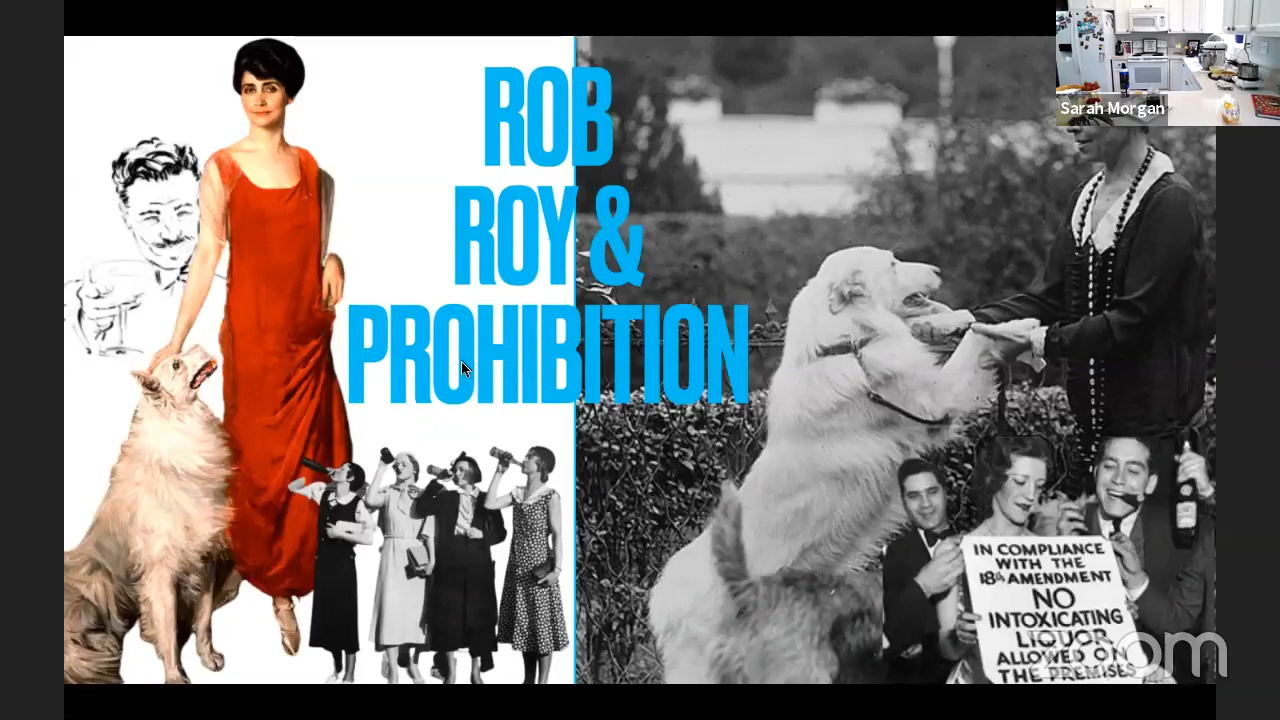 ROB
ROY &
PROHIBITION
Sarah Morgan
IN COMPLIANCE
WITH THE
18th AMENDMENT
NO
INTOXICATING
LIQUOR
ALLOWED ON
THE PREMISES
zoom